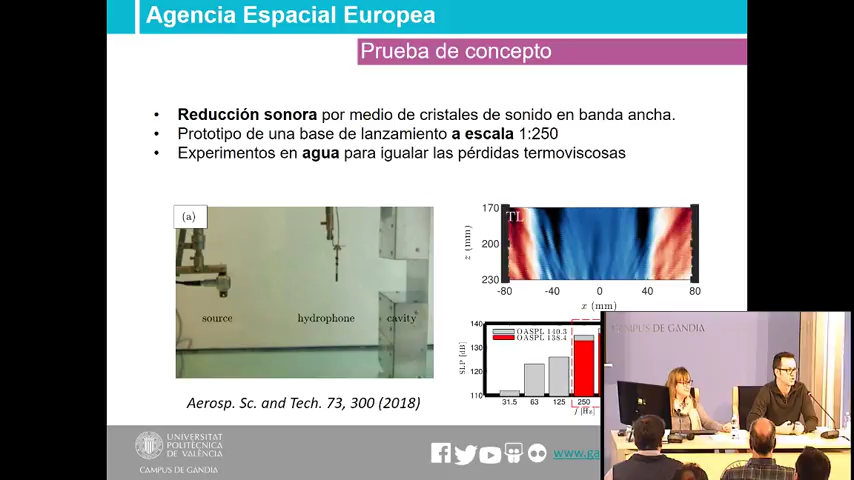 Agencia Espacial Europea
Prueba de concepto
• Reducción sonora por medio de cristales de sonido en banda ancha.
• Prototipo de una base de lanzamiento a escala 1:250
• Experimentos en agua para igualar las pérdidas termoviscosas
(a)
source
hydrophone
cavity
TL
170
200
230
z (mm)
-80 -40 0 40 80
x (mm)
140
130
120
110
SLP [dB]
OASPL 140.3
OASPL 138.4
31.5 63 125 250
f [Hz]
Aerosp. Sc. and Tech. 73, 300 (2018)
CAMPUS DE GANDIA
UNIVERSITAT
POLITÈCNICA
DE VALÈNCIA
CAMPUS DE GANDIA
www.ga